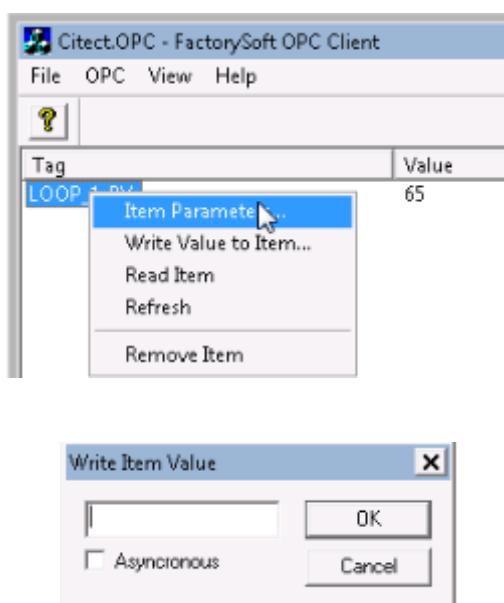 Citect.OPC - FactorySoft OPC Client
File OPC View Help
Tag Value
LOOP_1_PV 65
Item Parameters...
Write Value to Item...
Read Item
Refresh
Remove Item
Write Item Value
OK
Asyncronous
Cancel